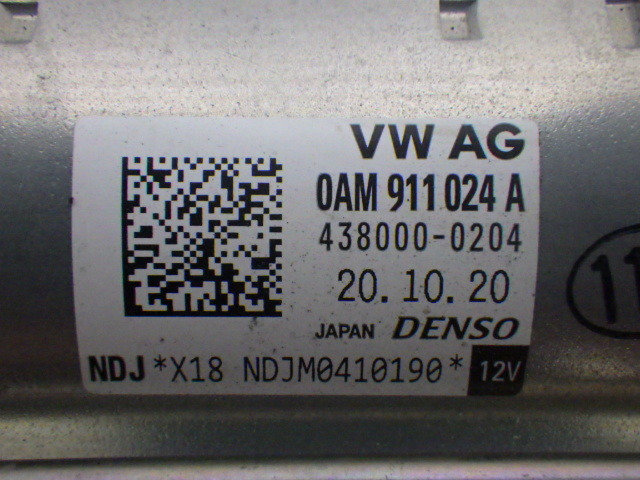 VW AG
0AM 911 024 A
438000-0204
20.10.20
JAPAN DENSO
NDJ *X18 NDJM0410190* 12V